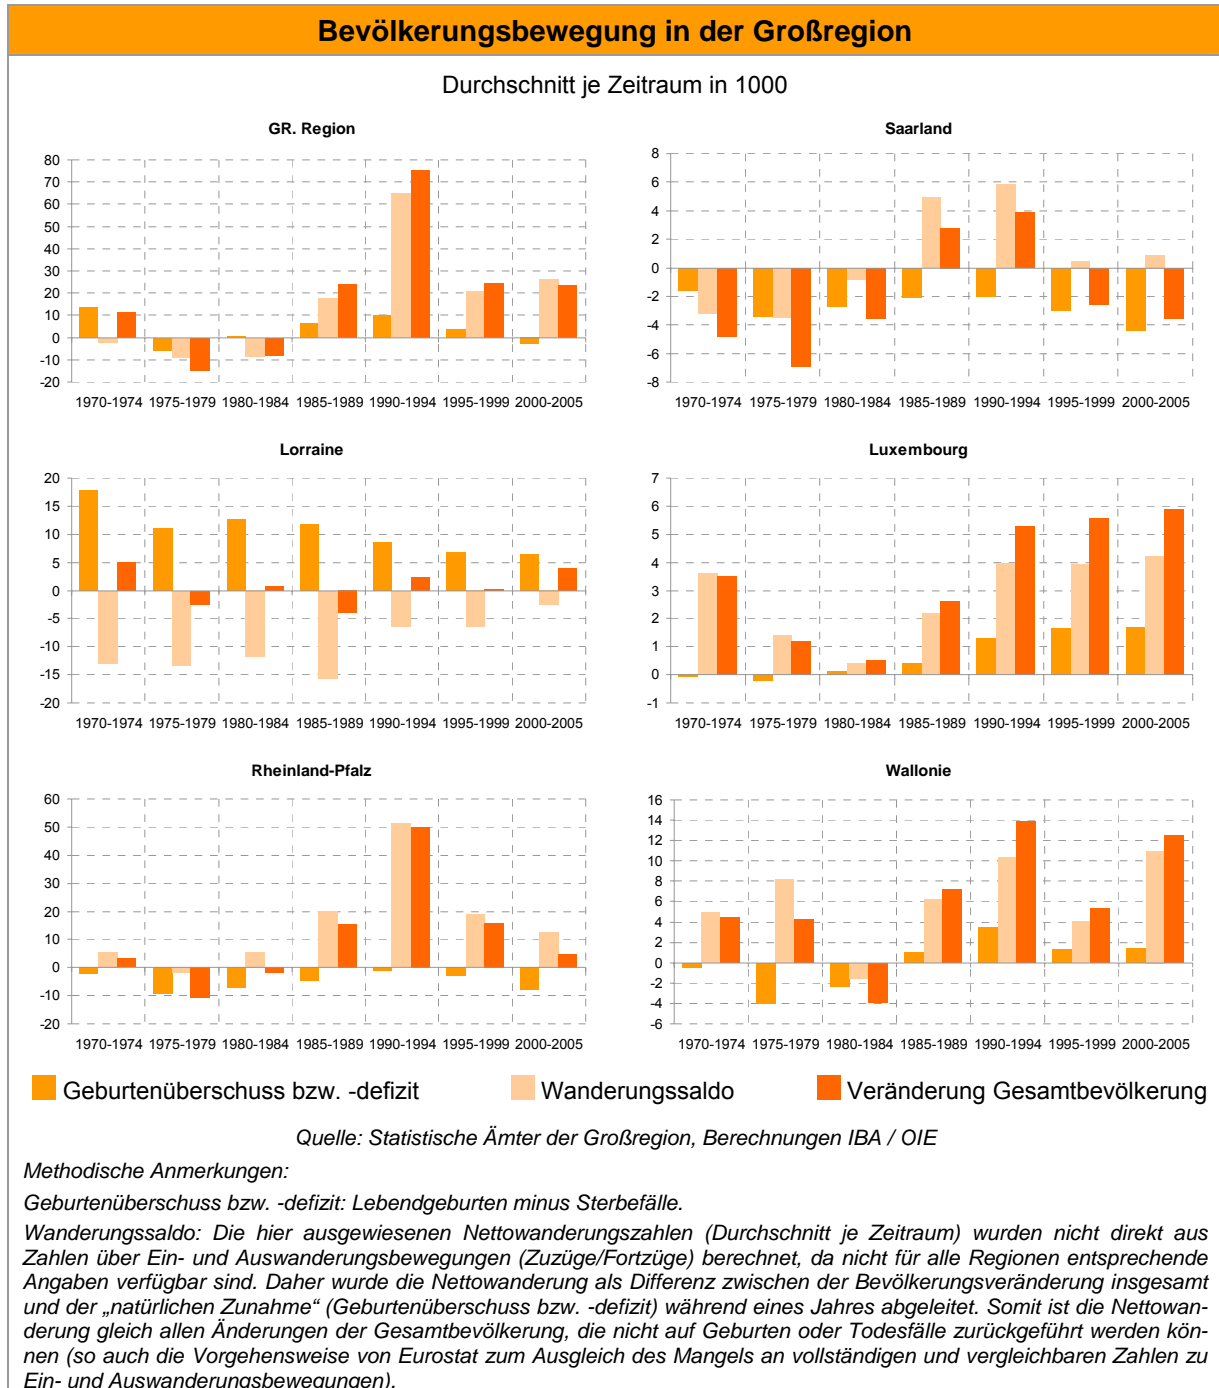 Bevölkerungsbewegung in der Großregion
Durchschnitt je Zeitraum in 1000
GR. Region
80
70
60
50
40
30
20
10
0
-10
-20
1970-1974 1975-1979 1980-1984 1985-1989 1990-1994 1995-1999 2000-2005
Saarland
8
6
4
2
0
-2
-4
-6
-8
1970-1974 1975-1979 1980-1984 1985-1989 1990-1994 1995-1999 2000-2005
Lorraine
20
15
10
5
0
-5
-10
-15
-20
1970-1974 1975-1979 1980-1984 1985-1989 1990-1994 1995-1999 2000-2005
Luxembourg
7
6
5
4
3
2
1
0
-1
1970-1974 1975-1979 1980-1984 1985-1989 1990-1994 1995-1999 2000-2005
Rheinland-Pfalz
60
50
40
30
20
10
0
-10
-20
1970-1974 1975-1979 1980-1984 1985-1989 1990-1994 1995-1999 2000-2005
Wallonie
16
14
12
10
8
6
4
2
0
-2
-4
-6
1970-1974 1975-1979 1980-1984 1985-1989 1990-1994 1995-1999 2000-2005
Geburtenüberschuss bzw. -defizit Wanderungssaldo Veränderung Gesamtbevölkerung
Quelle: Statistische Ämter der Großregion, Berechnungen IBA / OIE
Methodische Anmerkungen:
Geburtenüberschuss bzw. -defizit: Lebendgeburten minus Sterbefälle.
Wanderungssaldo: Die hier ausgewiesenen Nettowanderungszahlen (Durchschnitt je Zeitraum) wurden nicht direkt aus
Zahlen über Ein- und Auswanderungsbewegungen (Zuzüge/Fortzüge) berechnet, da nicht für alle Regionen entsprechende
Angaben verfügbar sind. Daher wurde die Nettowanderung als Differenz zwischen der Bevölkerungsveränderung insgesamt
und der „natürlichen Zunahme“ (Geburtenüberschuss bzw. -defizit) während eines Jahres abgeleitet. Somit ist die Nettowan-
derung gleich allen Änderungen der Gesamtbevölkerung, die nicht auf Geburten oder Todesfälle zurückgeführt werden kön-
nen (so auch die Vorgehensweise von Eurostat zum Ausgleich des Mangels an vollständigen und vergleichbaren Zahlen zu
Ein- und Auswanderungsbewegungen).